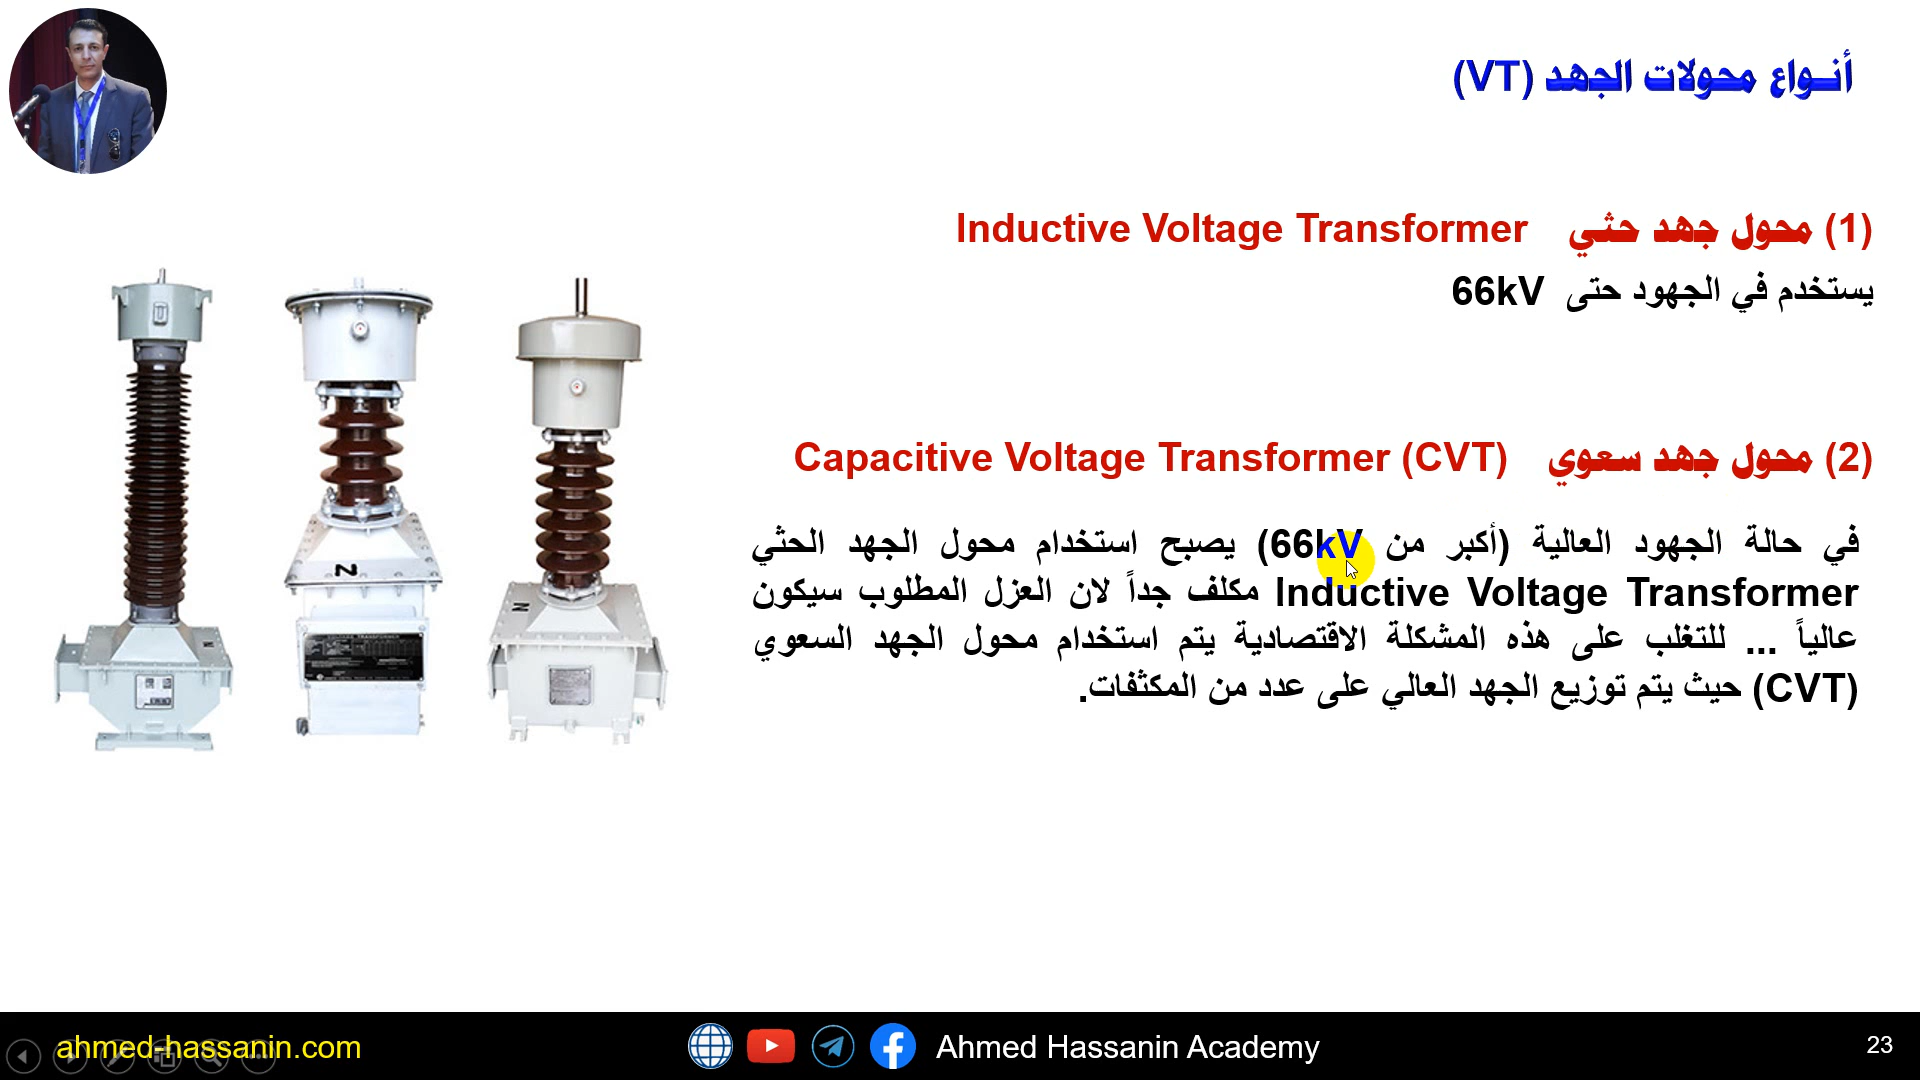 أنـواع محولات الجهد (VT)
(1) محول جهد حثي Inductive Voltage Transformer
يستخدم في الجهود حتى 66kV
(2) محول جهد سعوي Capacitive Voltage Transformer (CVT)
في حالة الجهود العالية (أكبر من 66kV) يصبح استخدام محول الجهد الحثي
Inductive Voltage Transformer مكلف جداً لان العزل المطلوب سيكون
عالياً ... للتغلب على هذه المشكلة الاقتصادية يتم استخدام محول الجهد السعوي
(CVT) حيث يتم توزيع الجهد العالي على عدد من المكثفات.
N
VOLTAGE TRANSFORMER
N
N
ahmed-hassanin.com
Ahmed Hassanin Academy
23